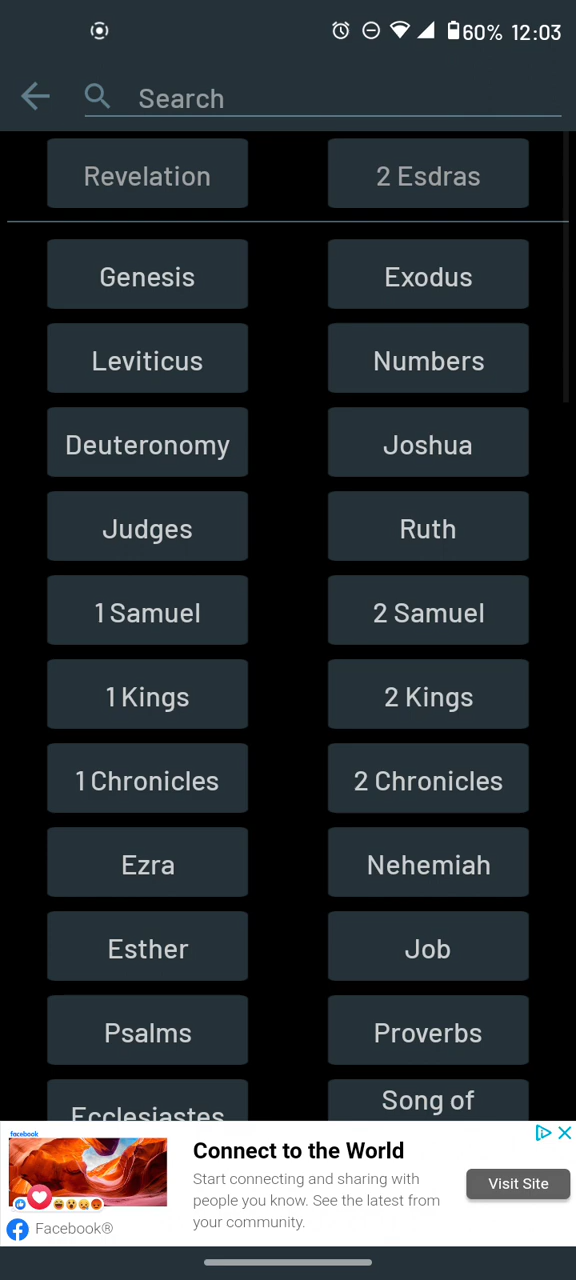 60% 12:03
Search
Revelation 2 Esdras
Genesis Exodus
Leviticus Numbers
Deuteronomy Joshua
Judges Ruth
1 Samuel 2 Samuel
1 Kings 2 Kings
1 Chronicles 2 Chronicles
Ezra Nehemiah
Esther Job
Psalms Proverbs
Ecclesiastes Song of
facebook
Connect to the World
Start connecting and sharing with
people you know. See the latest from
your community.
Visit Site
Facebook®